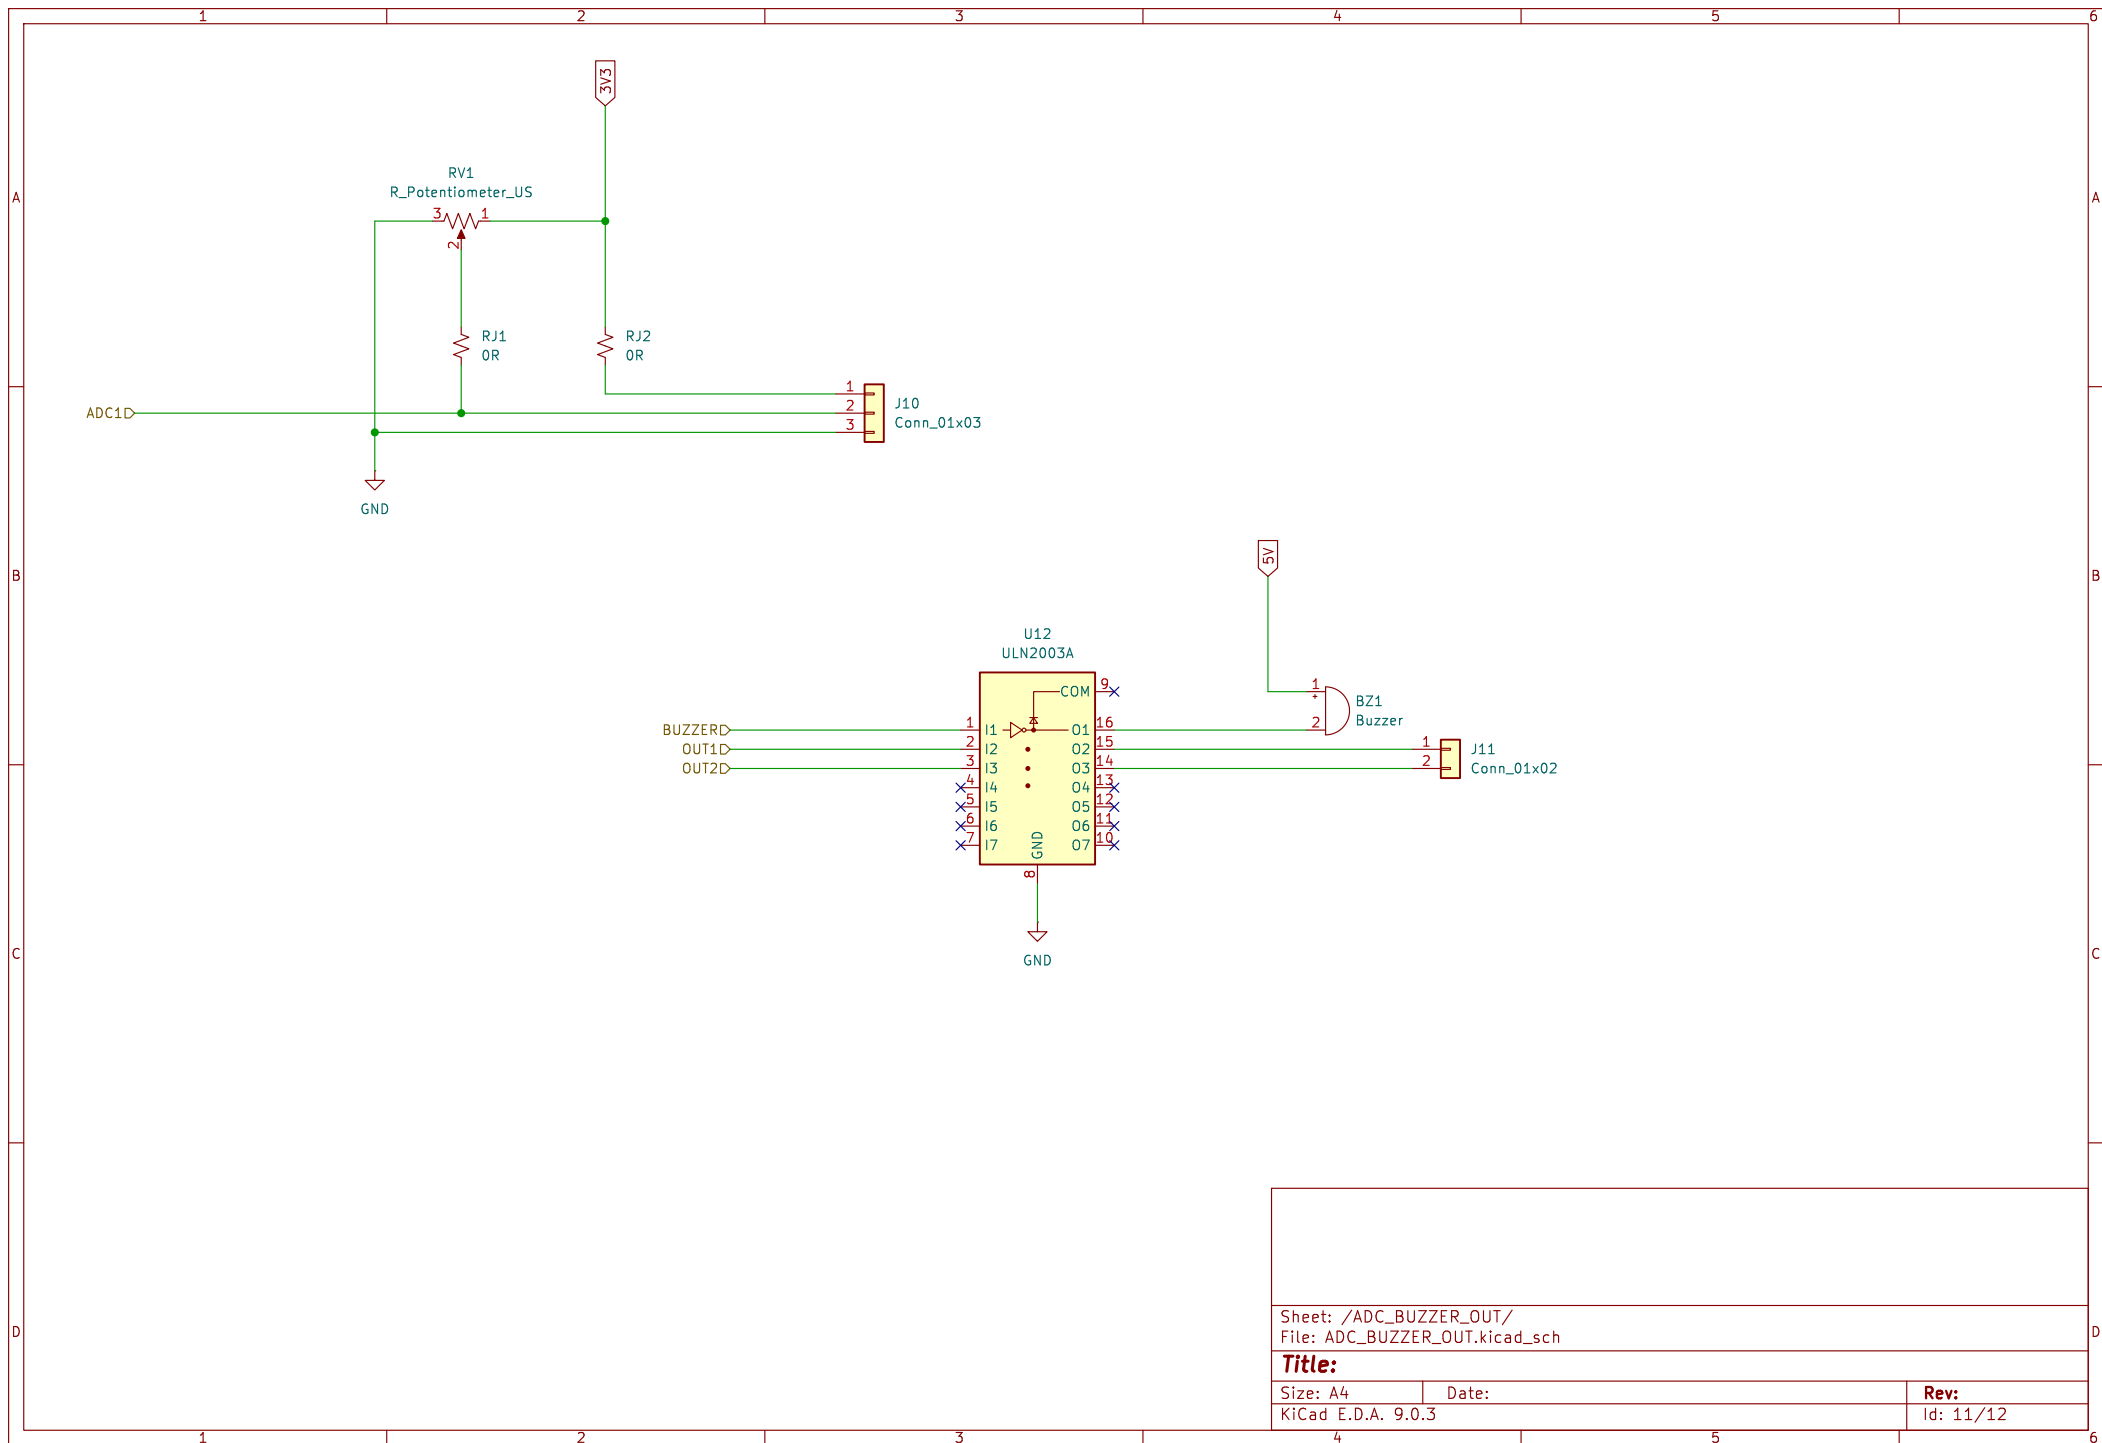 1 2 3 4 5 6
3V3
RV1
R_Potentiometer_US
A A
3 1
2
RJ1 RJ2
0R 0R
1
ADC1 2 J10
3 Conn_01x03
GND
5V
B B
U12
ULN2003A
COM 9 1
+ BZ1
BUZZER 1 I1 O1 16 2 Buzzer
OUT1 2 I2 O2 15 1 J11
OUT2 3 I3 O3 14 2 Conn_01x02
4 I4 O4 13
5 I5 O5 12
6 I6 O6 11
7 I7 O7 10
GND
8
GND
C C
Sheet: /ADC_BUZZER_OUT/
File: ADC_BUZZER_OUT.kicad_sch
D D
Title:
Size: A4 Date: Rev:
KiCad E.D.A. 9.0.3 Id: 11/12
1 2 3 4 5 6